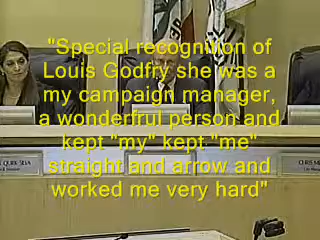 "Special recognition of
Louis Godfry she was a
my campaign manager,
a wonderful person and
kept "my" kept "me"
straight and arrow and
worked me very hard"